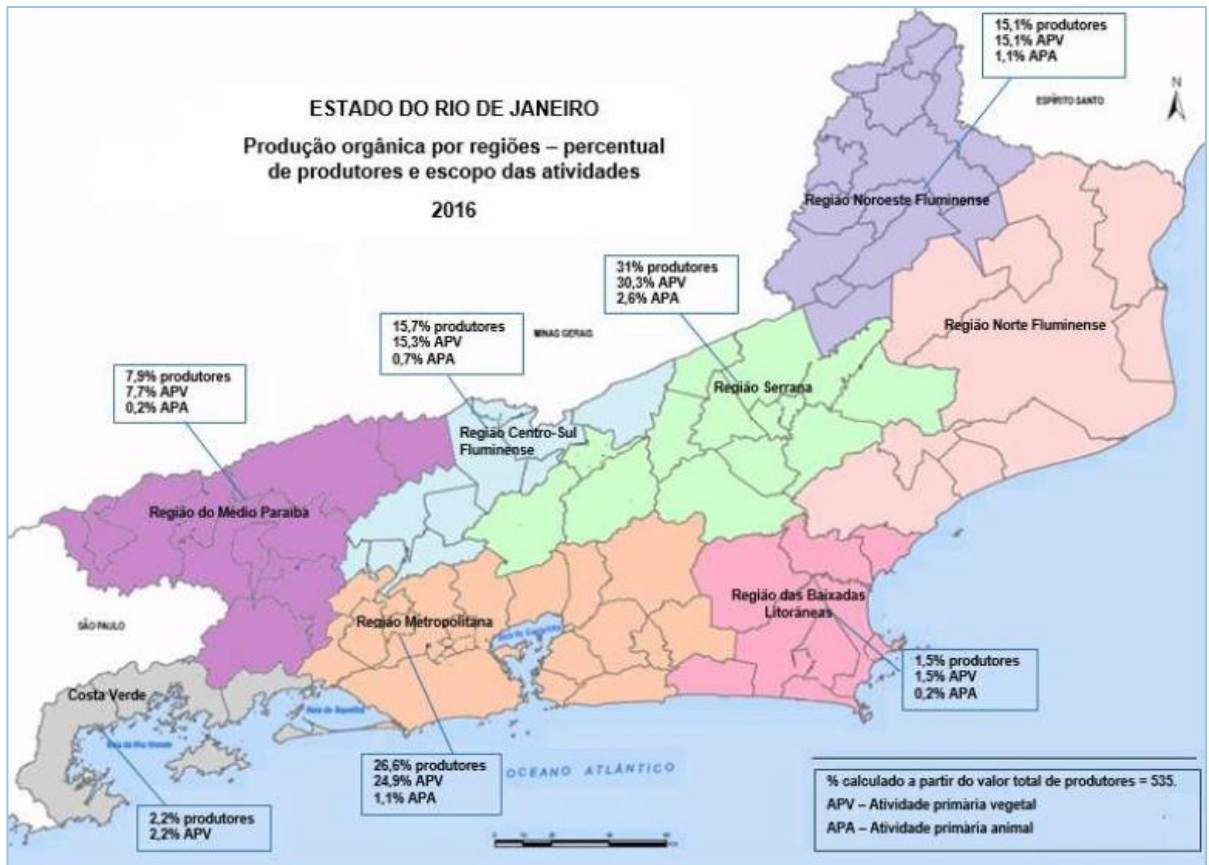 ESTADO DO RIO DE JANEIRO
Produção orgânica por regiões – percentual
de produtores e escopo das atividades
2016
15,1% produtores
15,1% APV
1,1% APA
N
ESPÍRITO SANTO
Região Noroeste Fluminense
31% produtores
30,3% APV
2,6% APA
Região Norte Fluminense
15,7% produtores
15,3% APV
0,7% APA
MINAS GERAIS
7,9% produtores
7,7% APV
0,2% APA
Região Serrana
Região Centro-Sul
Fluminense
Região do Médio Paraíba
Região das Baixadas
Litorâneas
SÃO PAULO
Região Metropolitana
Costa Verde
1,5% produtores
1,5% APV
0,2% APA
26,6% produtores
24,9% APV
1,1% APA
OCEANO ATLÂNTICO
2,2% produtores
2,2% APV
% calculado a partir do valor total de produtores = 535.
APV – Atividade primária vegetal
APA – Atividade primária animal